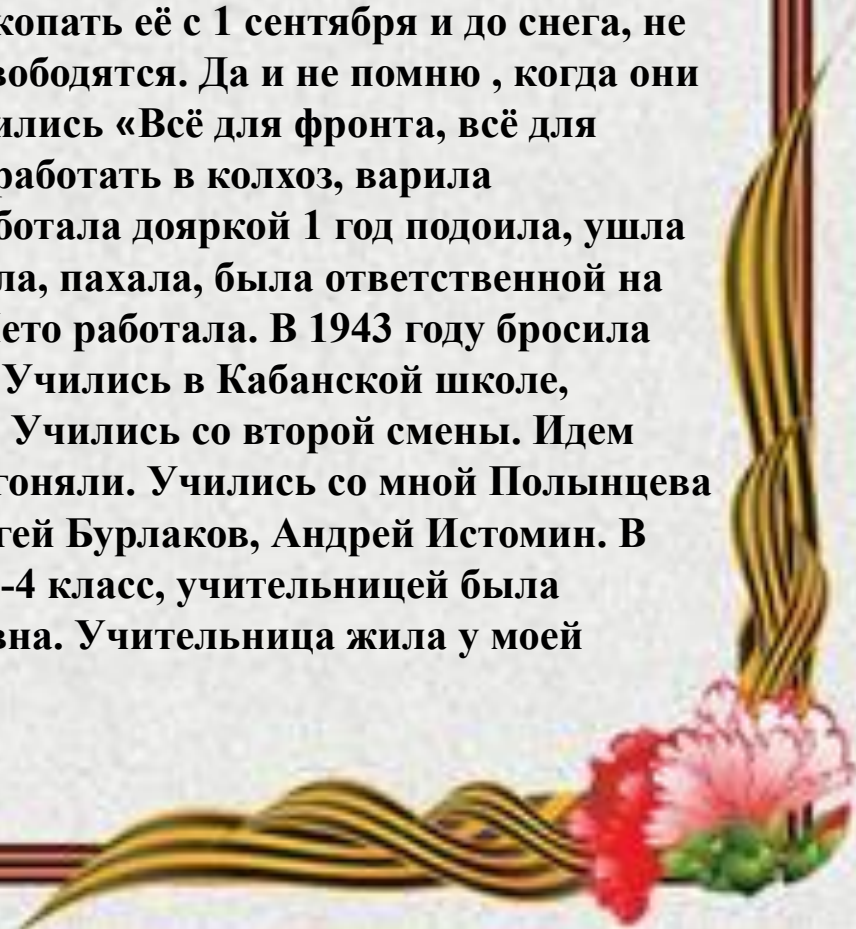 копать её с 1 сентября и до снега, не
вободятся. Да и не помню , когда они
ились «Всё для фронта, всё для
работать в колхоз, варила
ботала дояркой 1 год подоила, ушла
ла, пахала, была ответственной на
Лето работала. В 1943 году бросила
Учились в Кабанской школе,
Учились со второй смены. Идем
гоняли. Учились со мной Полынцева
гей Бурлаков, Андрей Истомин. В
-4 класс, учительницей была
вна. Учительница жила у моей